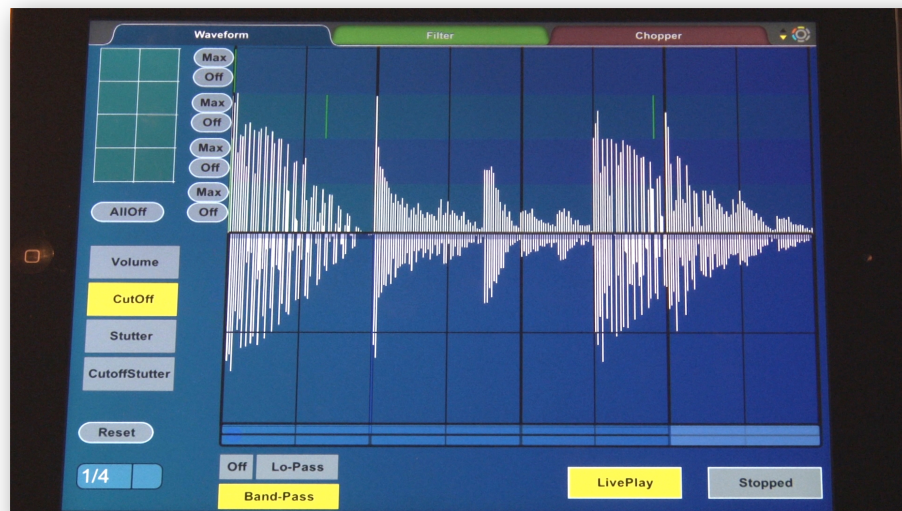 Waveform
Filter
Chopper
Max
Off
Max
Off
Max
Off
Max
Off
AllOff
Volume
CutOff
Stutter
CutoffStutter
Reset
1/4
Off
Lo-Pass
Band-Pass
LivePlay
Stopped